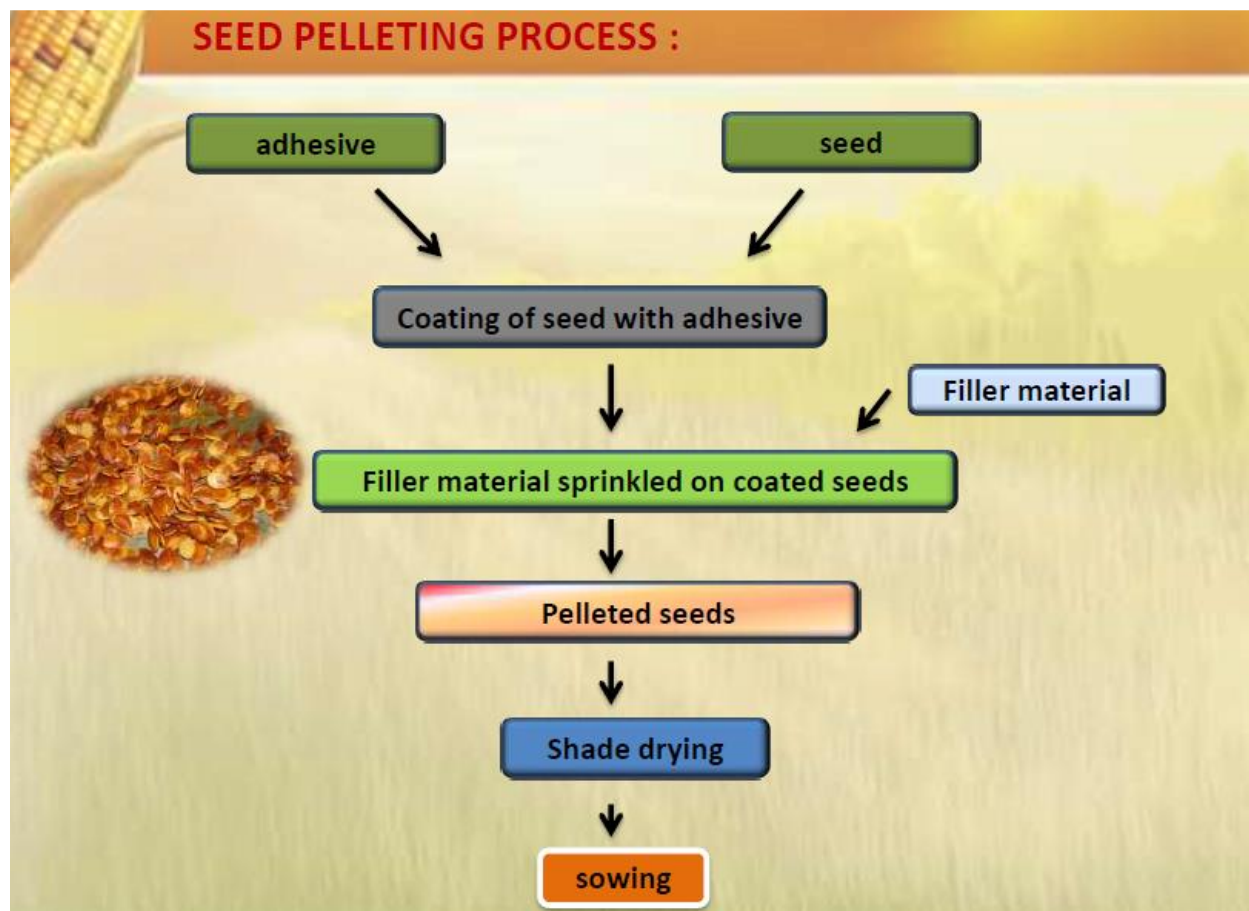 SEED PELLETING PROCESS :
adhesive
seed
Coating of seed with adhesive
Filler material
Filler material sprinkled on coated seeds
Pelleted seeds
Shade drying
sowing